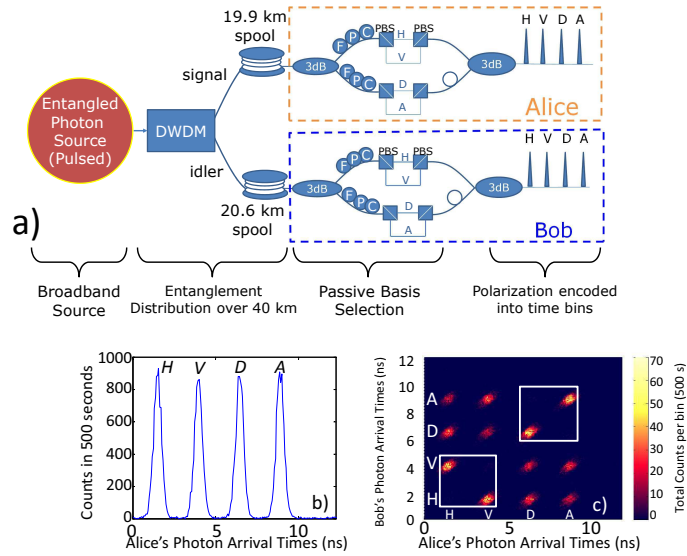 19.9 km
spool
signal
Entangled
Photon
Source
(Pulsed)
DWDM
idler
20.6 km
spool
3dB
F P C
F P C
PBS
PBS
H
V
D
A
3dB
H V D A
Alice
3dB
F P C
F P C
PBS
PBS
H
V
D
A
3dB
H V D A
Bob
a)
Broadband
Source
Entanglement
Distribution over 40 km
Passive Basis
Selection
Polarization encoded
into time bins
Counts in 500 seconds
1000
800
600
400
200
0
H V D A
b)
0 5 10
Alice's Photon Arrival Times (ns)
Bob's Photon Arrival Times (ns)
12
10
8
6
4
2
0
A
D
V
H
H V D A
c)
0 5 10
Alice's Photon Arrival Times (ns)
70
60
50
40
30
20
10
0
Total Counts per bin (500 s)